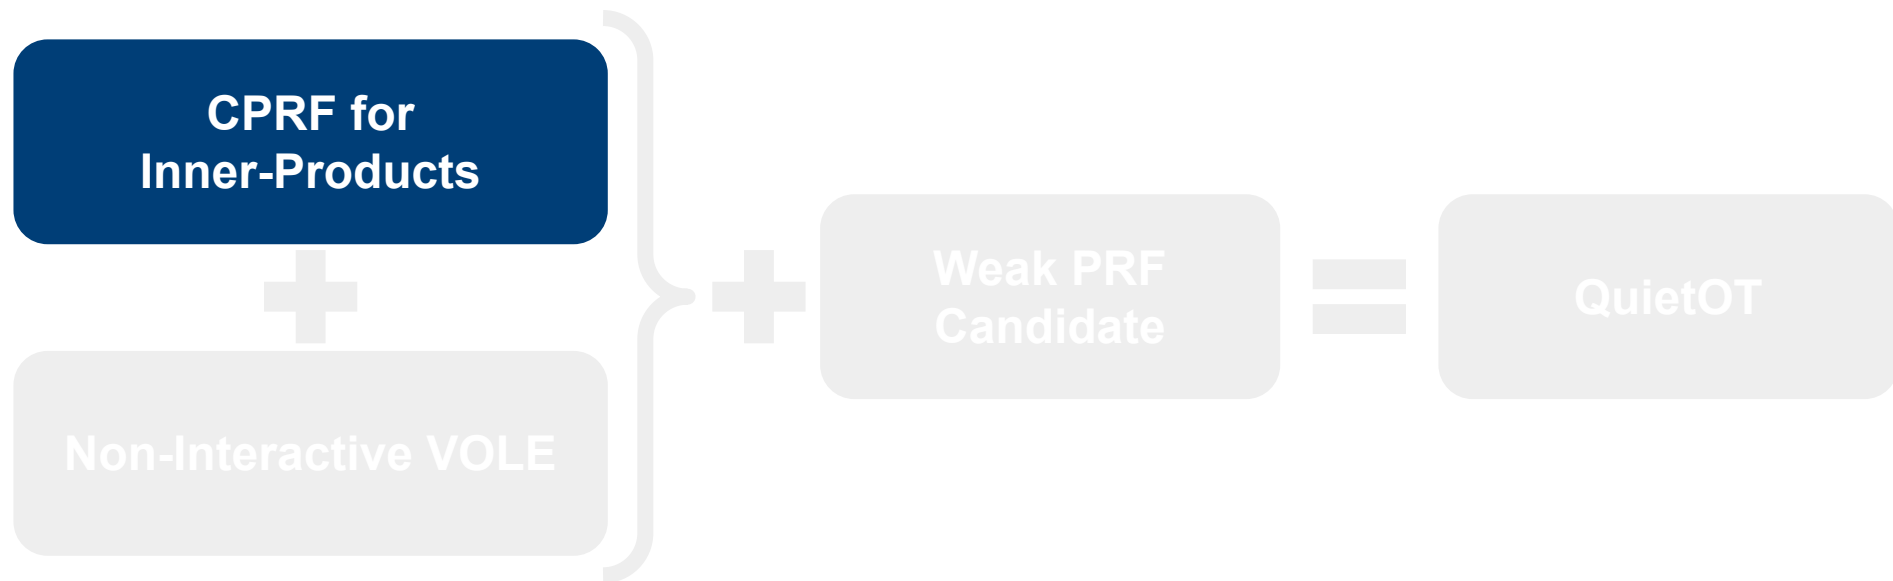 CPRF for
Inner-Products
Non-Interactive VOLE
Weak PRF
Candidate
QuietOT